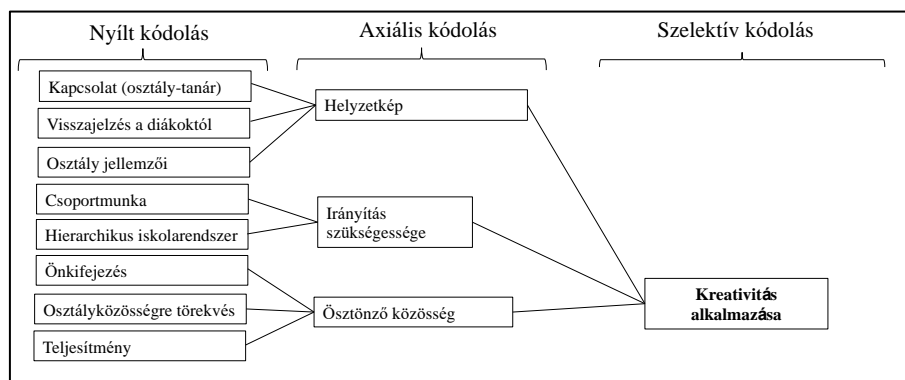 Nyílt kódolás
Kapcsolat (osztály-tanár)
Visszajelzés a diákoktól
Osztály jellemzői
Csoportmunka
Hierarchikus iskolarendszer
Önkifejezés
Osztályközösségre törekvés
Teljesítmény
Axiális kódolás
Helyzetkép
Irányítás
szükségessége
Ösztönző közösség
Szelektív kódolás
Kreativitás
alkalmazása